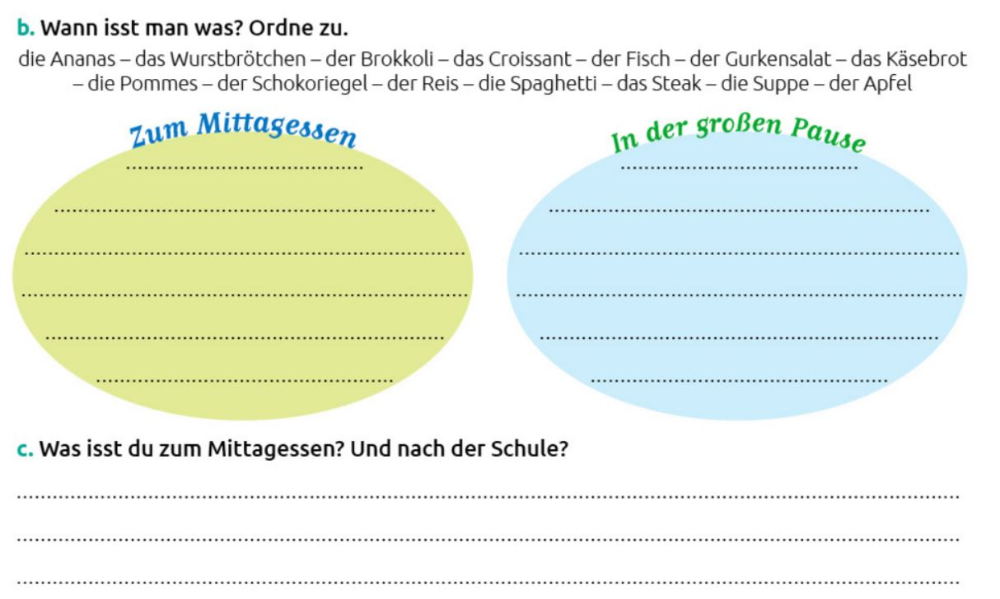 b. Wann isst man was? Ordne zu.
die Ananas – das Wurstbrötchen – der Brokkoli – das Croissant – der Fisch – der Gurkensalat – das Käsebrot
– die Pommes – der Schokoriegel – der Reis – die Spaghetti – das Steak – die Suppe – der Apfel
Zum Mittagessen
In der großen Pause
c. Was isst du zum Mittagessen? Und nach der Schule?